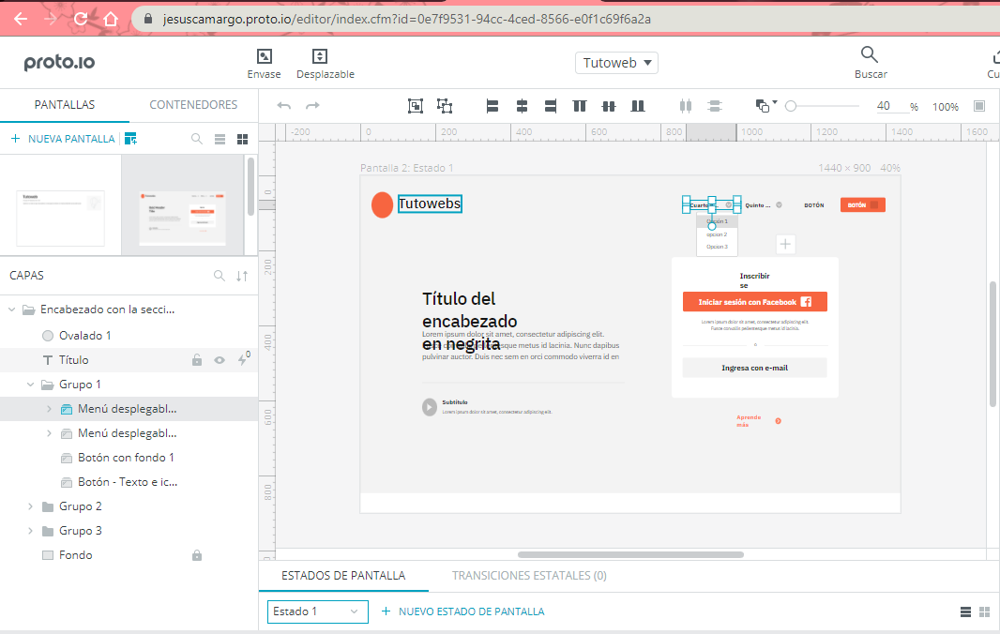 jesuscamargo.proto.io/editor/index.cfm?id=0e7f9531-94cc-4ced-8566-e0f1c69f6a2a
proto.io
Envase
Desplazable
Tutoweb
Buscar
Cu
PANTALLAS
CONTENEDORES
40 %
100%
+ NUEVA PANTALLA
-200 0 200 400 600 800 1000 1200 1400 1600
Pantalla 2: Estado 1
1440 × 900 40%
Tutowebs
Cuarto ...
Quinto ...
BOTÓN
BOTÓN
Opción 1
opción 2
Opción 3
CAPAS
Encabezado con la secci...
Ovalado 1
Título
0
Grupo 1
Menú desplegabl...
Menú desplegabl...
Botón con fondo 1
Botón - Texto e ic...
Grupo 2
Grupo 3
Fondo
0
200
400
600
800
Título del
encabezado
en negrita
Lorem ipsum dolor sit amet, consectetur adipiscing elit.
pulvinar auctor. Duis nec sem en orci commodo viverra id en
Subtítulo
Lorem ipsum dolor sit amet, consectetur adipiscing elit.
Inscribir
se
Iniciar sesión con Facebook
Lorem ipsum dolor sit amet, consectetur adipiscing elit.
Fusce convallis pellentesque metus id lacinia.
o
Ingresa con e-mail
Aprende
más
ESTADOS DE PANTALLA
TRANSICIONES ESTATALES (0)
Estado 1
+ NUEVO ESTADO DE PANTALLA